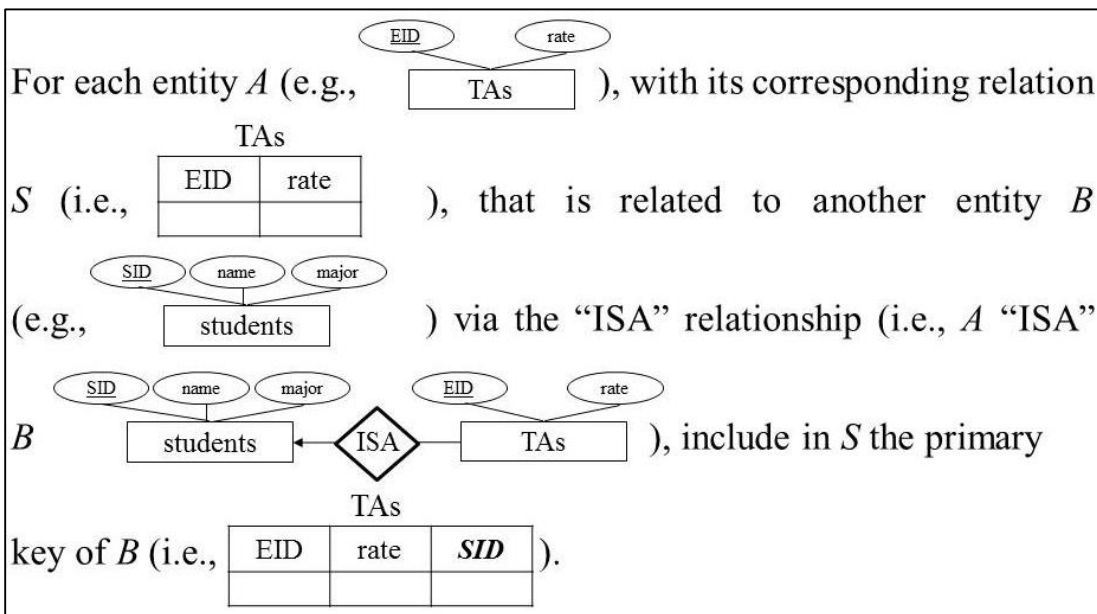 EID rate
For each entity A (e.g., TAs ), with its corresponding relation
TAs
EID rate
S (i.e., ), that is related to another entity B
SID name major
(e.g., students ) via the “ISA” relationship (i.e., A “ISA”
SID name major EID rate
B students ISA TAs ), include in S the primary
TAs
key of B (i.e., EID rate SID ).